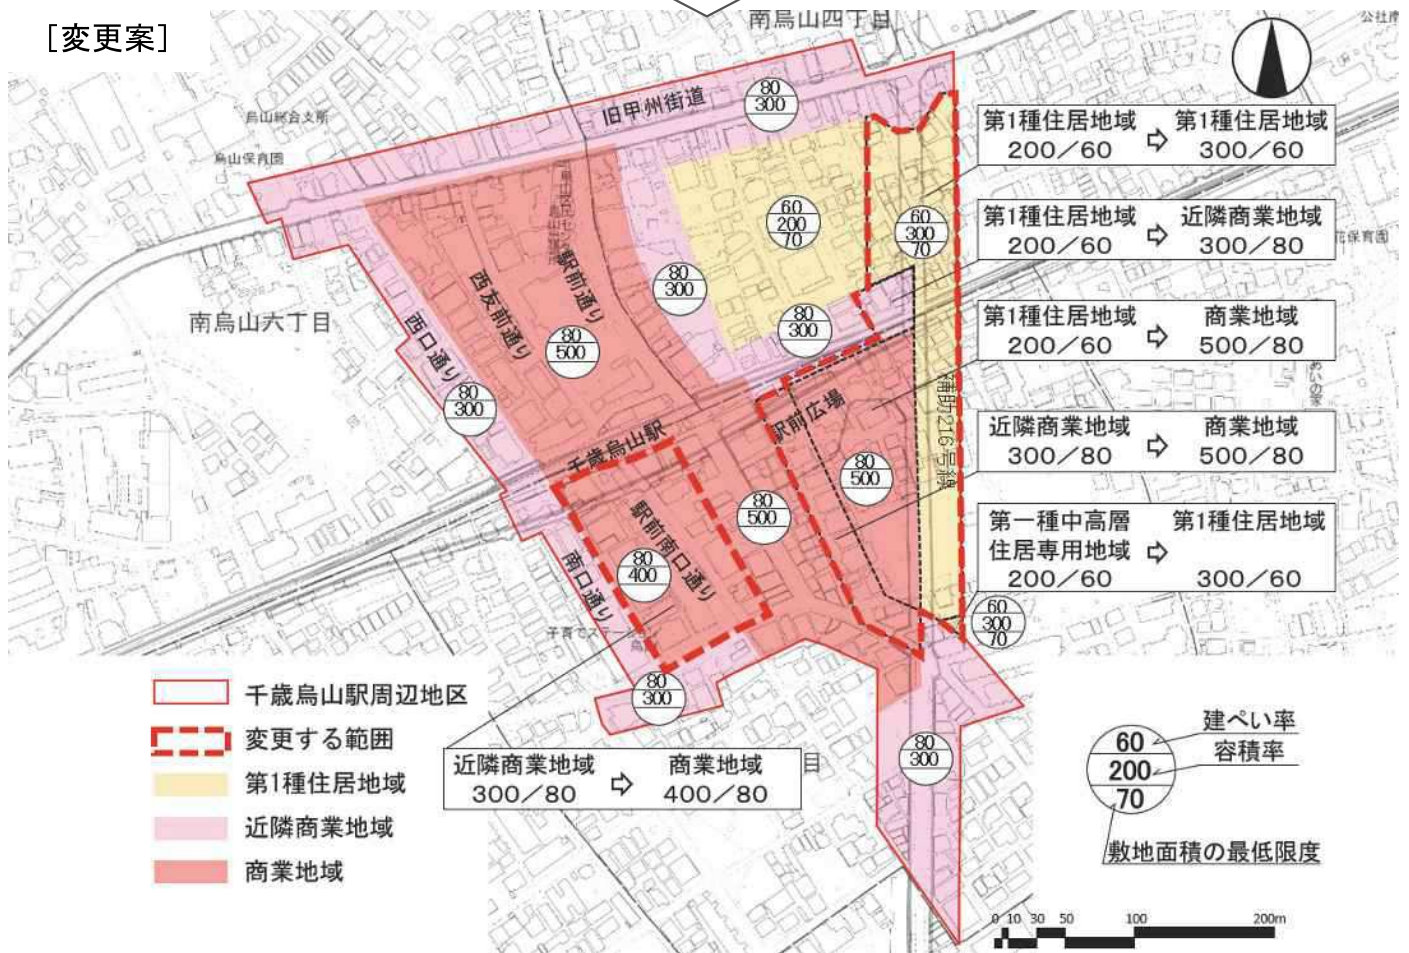 ［変更案］
南烏山四丁目
烏山総合支所
烏山保育園
旧甲州街道
80
300
60
200
70
60
300
70
第1種住居地域 ⇨ 第1種住居地域
200／60 300／60
第1種住居地域 ⇨ 近隣商業地域
200／60 300／80
花保育園
第1種住居地域 ⇨ 商業地域
200／60 500／80
近隣商業地域 ⇨ 商業地域
300／80 500／80
第一種中高層 第1種住居地域
住居専用地域 ⇨
200／60 300／60
南烏山六丁目
西口通り
西友前通り
駅前通り
80
500
80
300
80
300
80
300
千歳烏山駅
駅前広場
補助216号線
80
500
80
500
駅前南口通り
80
400
南口通り
60
300
70
80
300
80
300
近隣商業地域 ⇨ 商業地域
300／80 400／80
目
千歳烏山駅周辺地区
変更する範囲
第1種住居地域
近隣商業地域
商業地域
60
200
70
建ぺい率
容積率
敷地面積の最低限度
0 10 30 50 100 200m